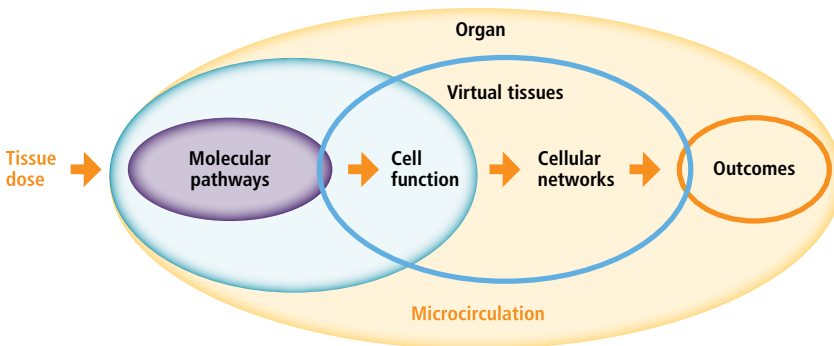 Organ
Virtual tissues
Tissue
dose
Molecular
pathways
Cell
function
Cellular
networks
Outcomes
Microcirculation